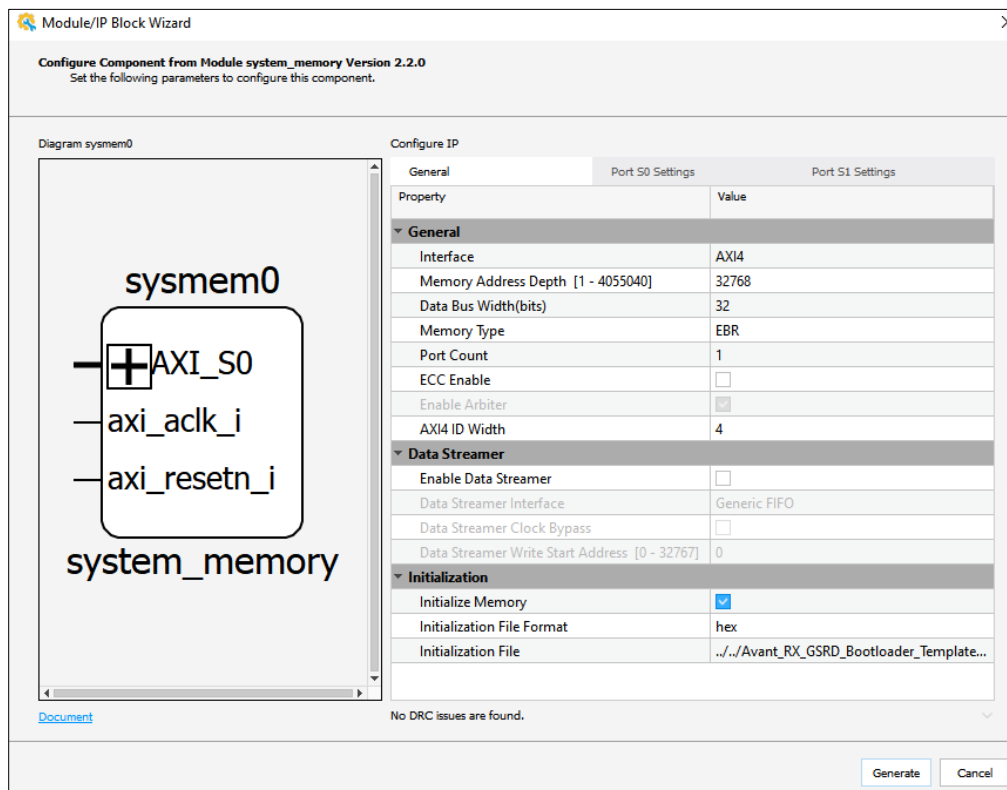 Module/IP Block Wizard
Configure Component from Module system_memory Version 2.2.0
Set the following parameters to configure this component.
Diagram sysmem0
sysmem0
AXI_S0
axi_aclk_i
axi_resetn_i
system_memory
Document
Configure IP
General Port S0 Settings Port S1 Settings
Property Value
General
Interface AXI4
Memory Address Depth [1 - 4055040] 32768
Data Bus Width(bits) 32
Memory Type EBR
Port Count 1
ECC Enable
Enable Arbiter
AXI4 ID Width 4
Data Streamer
Enable Data Streamer
Data Streamer Interface Generic FIFO
Data Streamer Clock Bypass
Data Streamer Write Start Address [0 - 32767] 0
Initialization
Initialize Memory
Initialization File Format hex
Initialization File ../../Avant_RX_GSRD_Bootloader_Template...
No DRC issues are found.
Generate Cancel